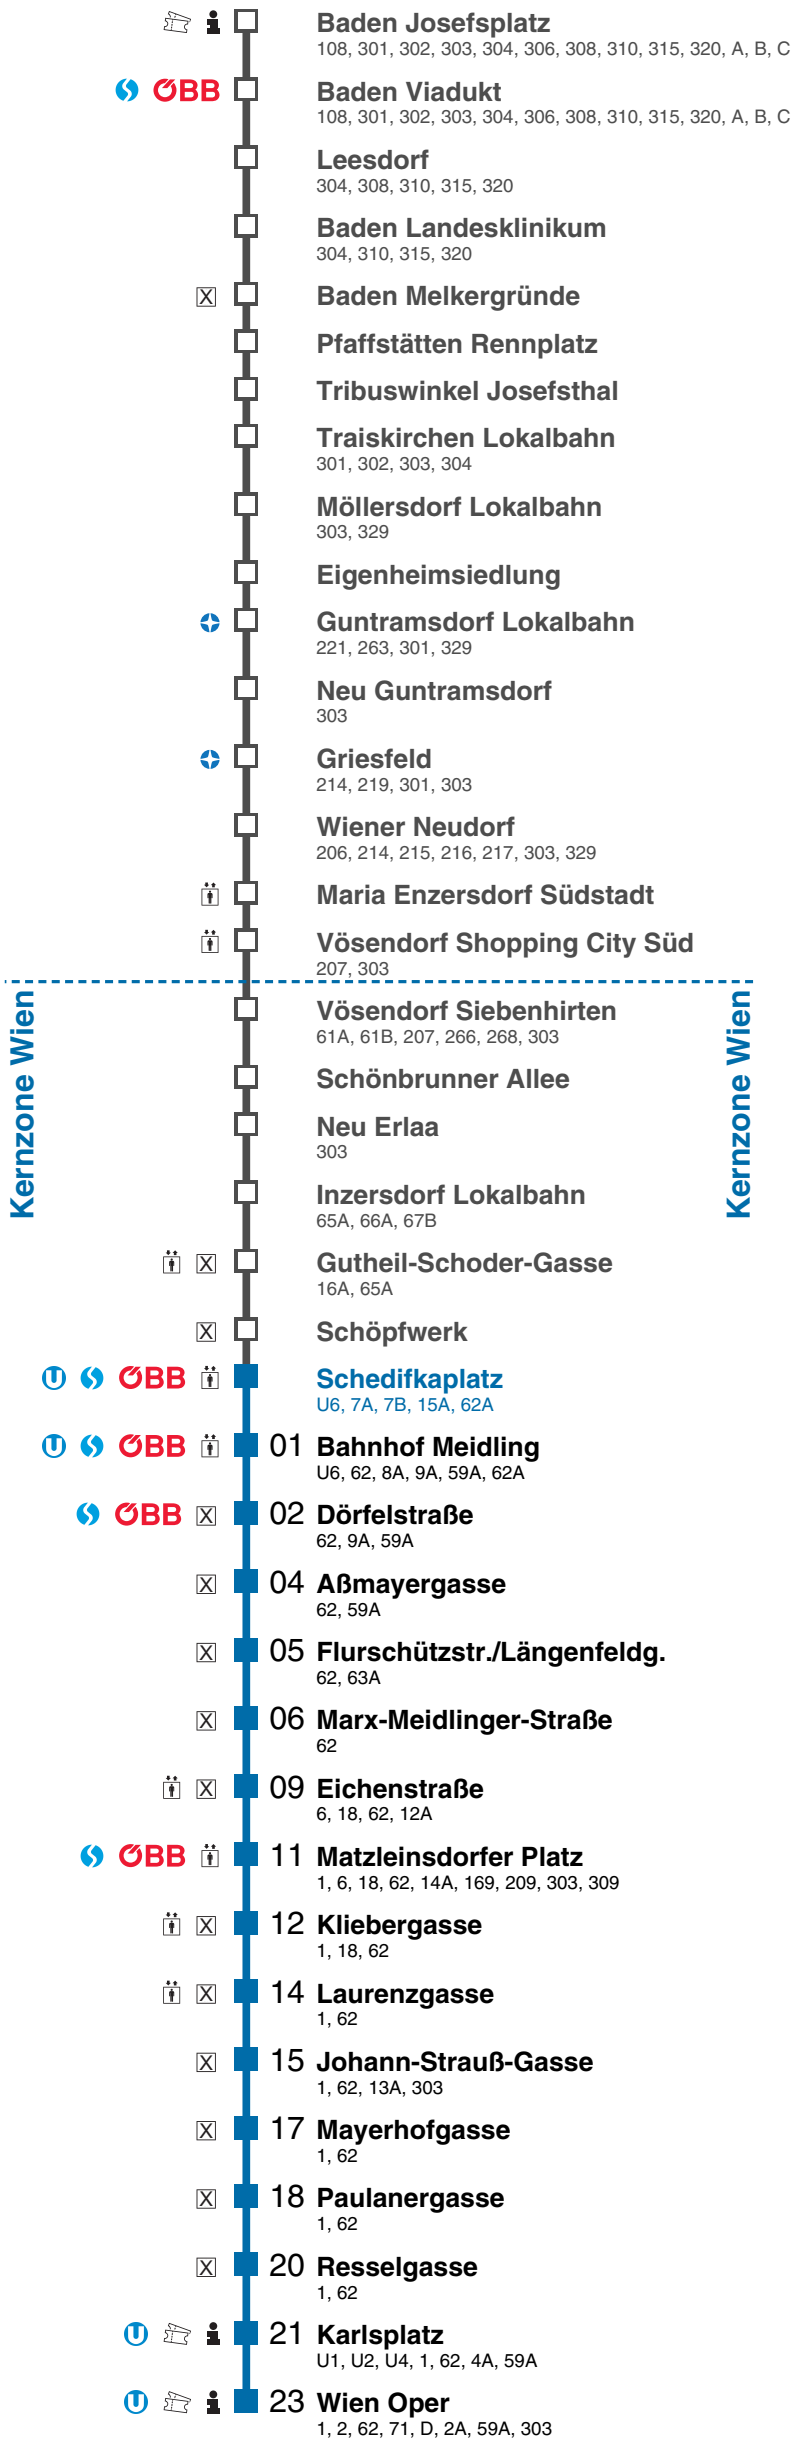 Baden Josefsplatz
108, 301, 302, 303, 304, 306, 308, 310, 315, 320, A, B, C
ÖBB
Baden Viadukt
108, 301, 302, 303, 304, 306, 308, 310, 315, 320, A, B, C
Leesdorf
304, 308, 310, 315, 320
Baden Landesklinikum
304, 310, 315, 320
X Baden Melkergründe
Pfaffstätten Rennplatz
Tribuswinkel Josefsthal
Traiskirchen Lokalbahn
301, 302, 303, 304
Möllersdorf Lokalbahn
303, 329
Eigenheimsiedlung
Guntramsdorf Lokalbahn
221, 263, 301, 329
Neu Guntramsdorf
303
Griesfeld
214, 219, 301, 303
Wiener Neudorf
206, 214, 215, 216, 217, 303, 329
Maria Enzersdorf Südstadt
Vösendorf Shopping City Süd
207, 303
Kernzone Wien
Kernzone Wien
Vösendorf Siebenhirten
61A, 61B, 207, 266, 268, 303
Schönbrunner Allee
Neu Erlaa
303
Inzersdorf Lokalbahn
65A, 66A, 67B
X Gutheil-Schoder-Gasse
16A, 65A
X Schöpfwerk
U S ÖBB Schedifkaplatz
U6, 7A, 7B, 15A, 62A
U S ÖBB 01 Bahnhof Meidling
U6, 62, 8A, 9A, 59A, 62A
S ÖBB X 02 Dörfelstraße
62, 9A, 59A
X 04 Aßmayergasse
62, 59A
X 05 Flurschützstr./Längenfeldg.
62, 63A
X 06 Marx-Meidlinger-Straße
62
X 09 Eichenstraße
6, 18, 62, 12A
S ÖBB 11 Matzleinsdorfer Platz
1, 6, 18, 62, 14A, 169, 209, 303, 309
X 12 Kliebergasse
1, 18, 62
X 14 Laurenzgasse
1, 62
X 15 Johann-Strauß-Gasse
1, 62, 13A, 303
X 17 Mayerhofgasse
1, 62
X 18 Paulanergasse
1, 62
X 20 Resselgasse
1, 62
U 21 Karlsplatz
U1, U2, U4, 1, 62, 4A, 59A
U 23 Wien Oper
1, 2, 62, 71, D, 2A, 59A, 303